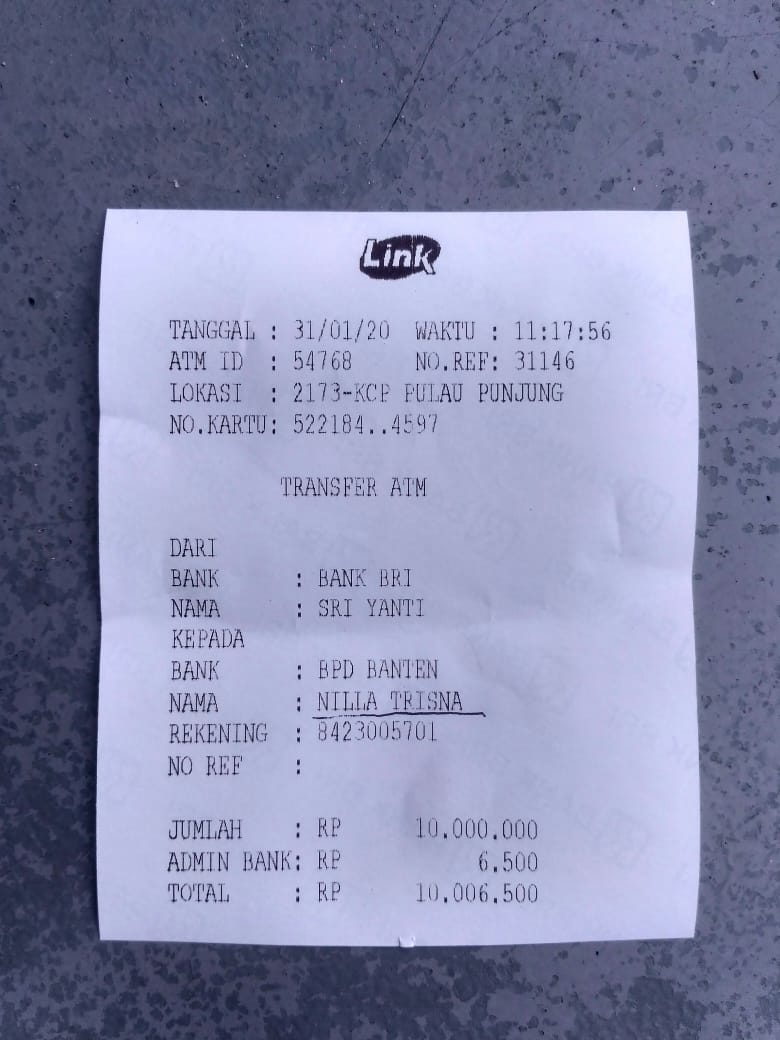 Link
TANGGAL : 31/01/20 WAKTU : 11:17:56
ATM ID : 54768 NO.REF: 31146
LOKASI : 2173-KCP PULAU PUNJUNG
NO.KARTU: 522184..4597
TRANSFER ATM
DARI
BANK : BANK BRI
NAMA : SRI YANTI
KEPADA
BANK : BPD BANTEN
NAMA : NILLA TRISNA
REKENING : 8423005701
NO REF :
JUMLAH : RP 10.000.000
ADMIN BANK: RP 6.500
TOTAL : RP 10.006.500